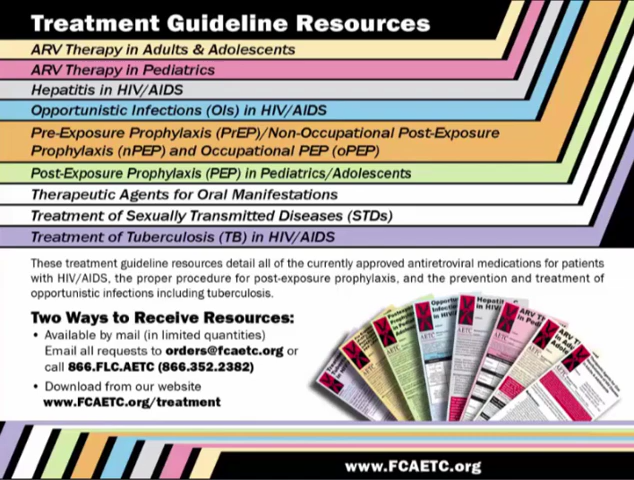 Treatment Guideline Resources
ARV Therapy in Adults & Adolescents
ARV Therapy in Pediatrics
Hepatitis in HIV/AIDS
Opportunistic Infections (OIs) in HIV/AIDS
Pre-Exposure Prophylaxis (PrEP)/Non-Occupational Post-Exposure
Prophylaxis (nPEP) and Occupational PEP (oPEP)
Post-Exposure Prophylaxis (PEP) in Pediatrics/Adolescents
Therapeutic Agents for Oral Manifestations
Treatment of Sexually Transmitted Diseases (STDs)
Treatment of Tuberculosis (TB) in HIV/AIDS
These treatment guideline resources detail all of the currently approved antiretroviral medications for patients
with HIV/AIDS, the proper procedure for post-exposure prophylaxis, and the prevention and treatment of
opportunistic infections including tuberculosis.
Two Ways to Receive Resources:
• Available by mail (in limited quantities)
Email all requests to orders@fcaetc.org or
call 866.FLC.AETC (866.352.2382)
• Download from our website
www.FCAETC.org/treatment
www.FCAETC.org